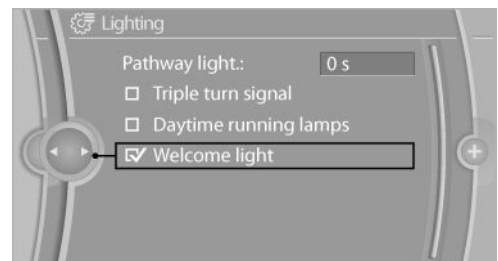 Lighting
Pathway light.: 0 s
Triple turn signal
Daytime running lamps
Welcome light